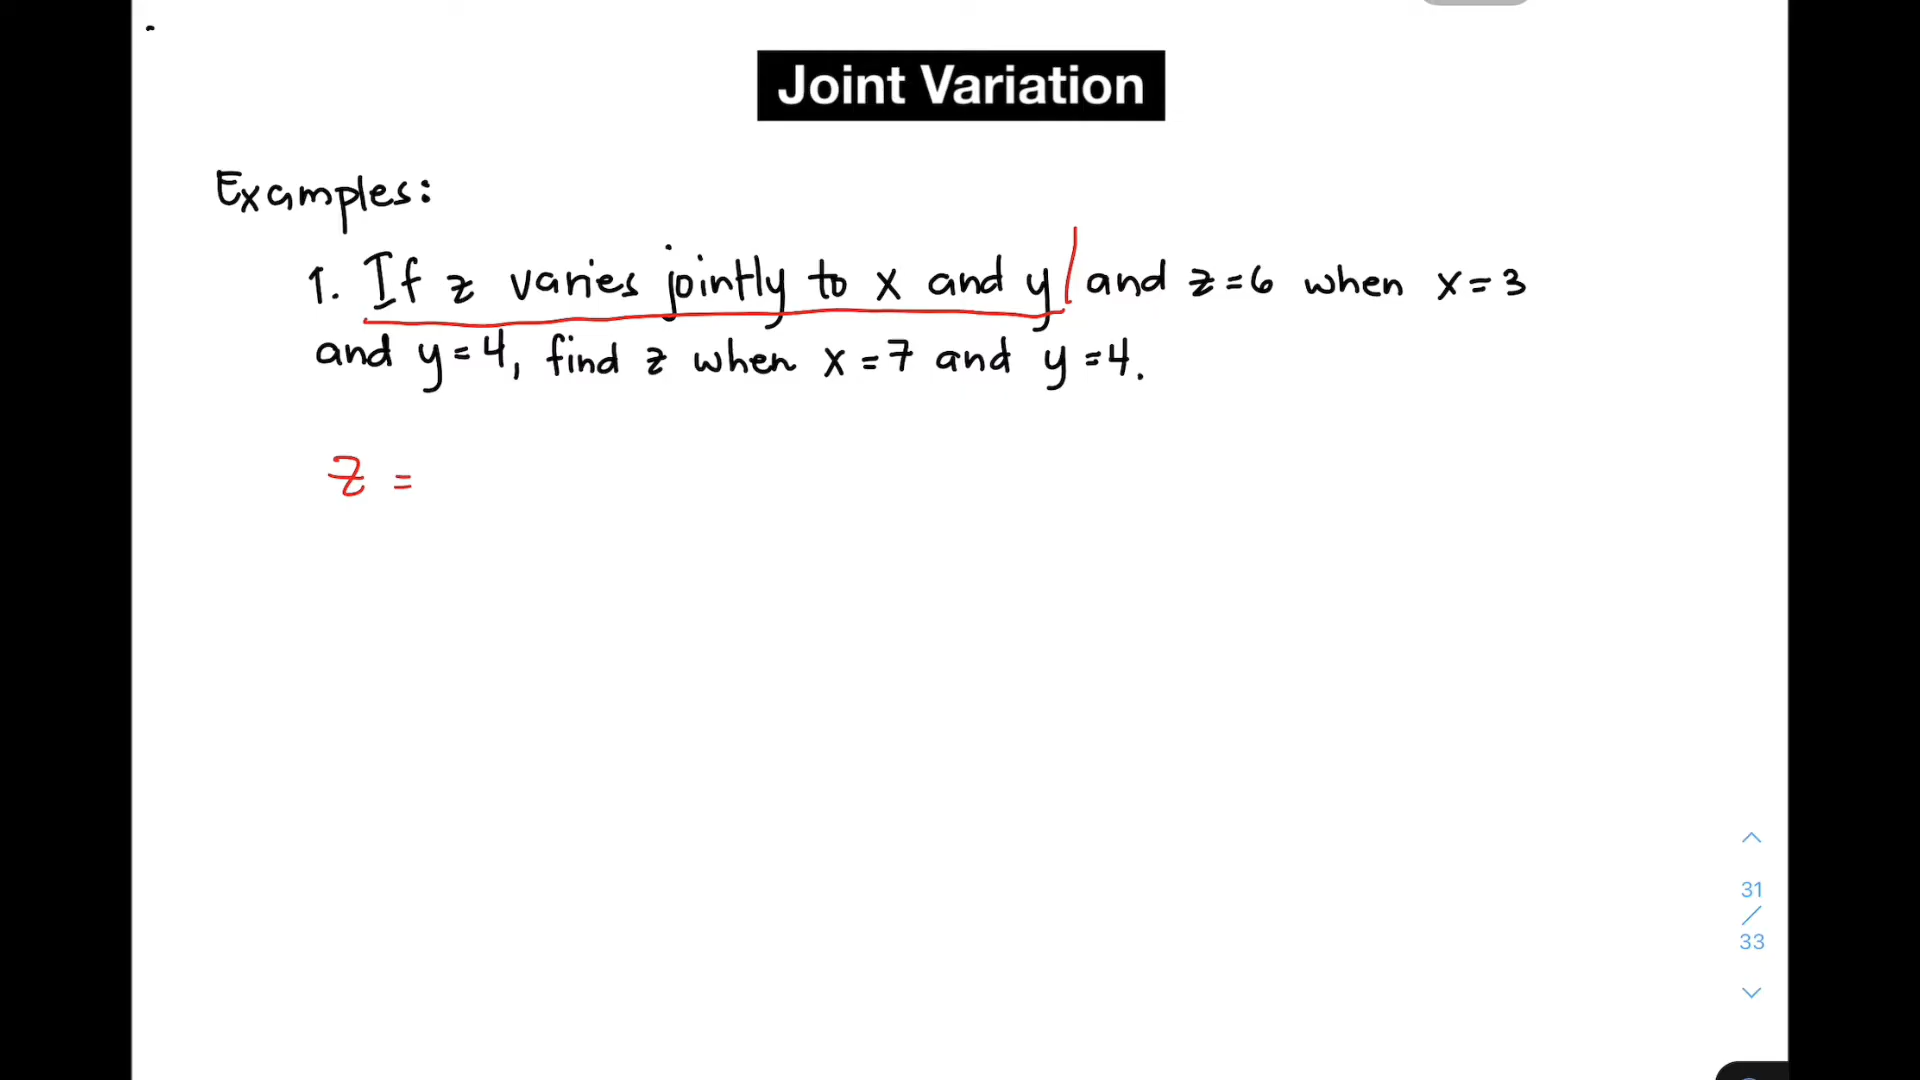 Joint Variation
Examples:
1. If z varies jointly to x and y and z=6 when x=3
and y=4, find z when x=7 and y=4.
z =
31
/
33